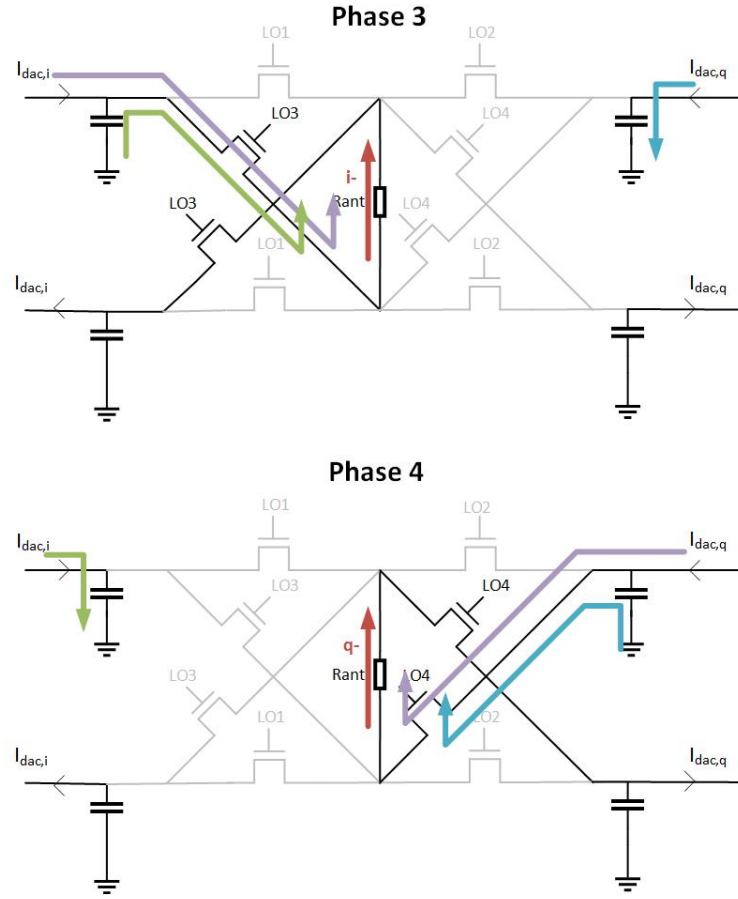 Phase 3
LO1
LO2
I_dac,i
I_dac,q
LO3
LO4
i-
Rant
LO3
LO4
LO1
LO2
I_dac,i
I_dac,q
Phase 4
LO1
LO2
I_dac,i
I_dac,q
LO3
LO4
q-
Rant
LO3
LO4
LO1
LO2
I_dac,i
I_dac,q